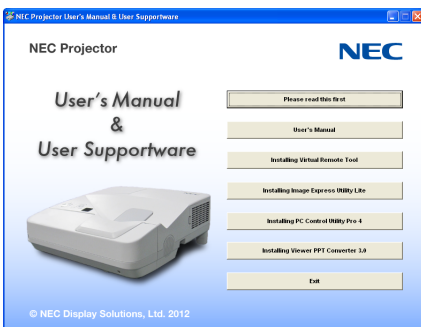 NEC Projector User's Manual & User Supportware
NEC Projector
NEC
User's Manual
&
User Supportware
Please read this first
User's Manual
Installing Virtual Remote Tool
Installing Image Express Utility Lite
Installing PC Control Utility Pro 4
Installing Viewer PPT Converter 3.0
Exit
© NEC Display Solutions, Ltd. 2012